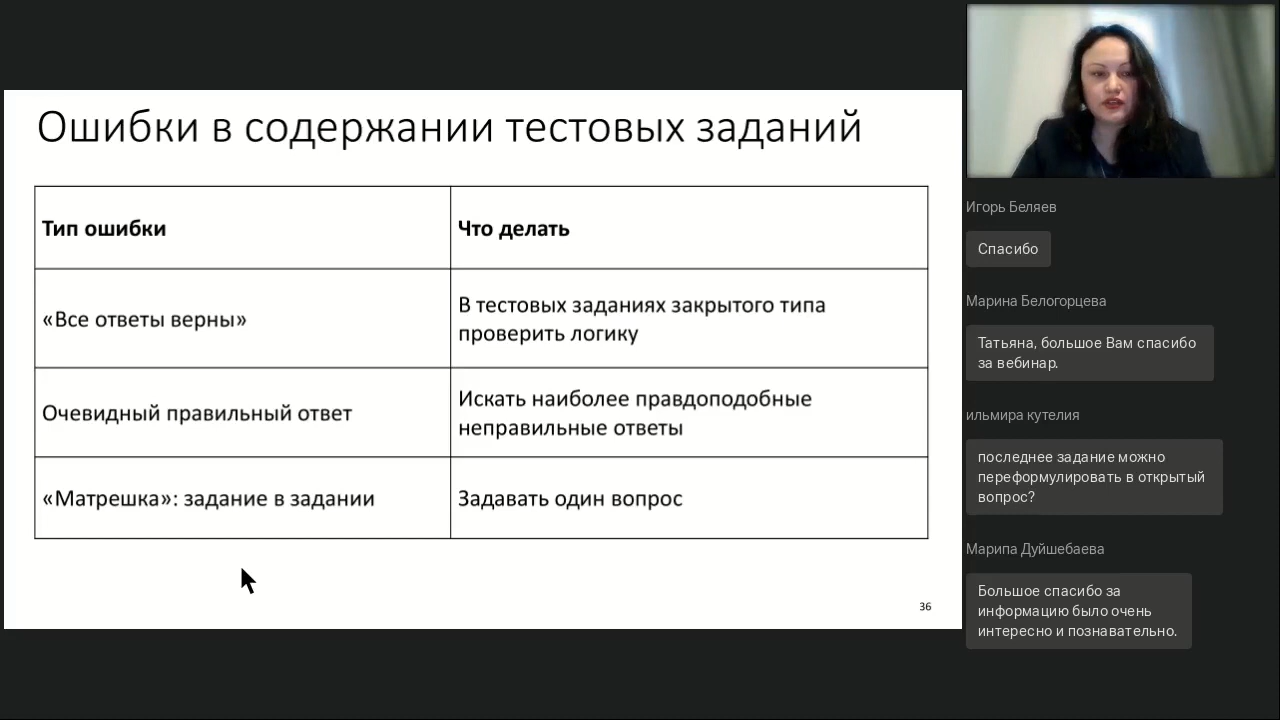 Ошибки в содержании тестовых заданий
Тип ошибки
Что делать
«Все ответы верны»
В тестовых заданиях закрытого типа
проверить логику
Очевидный правильный ответ
Искать наиболее правдоподобные
неправильные ответы
«Матрешка»: задание в задании
Задавать один вопрос
36
Игорь Беляев
Спасибо
Марина Белогорцева
Татьяна, большое Вам спасибо
за вебинар.
ильмира кутелия
последнее задание можно
переформулировать в открытый
вопрос?
Марипа Дуйшебаева
Большое спасибо за
информацию было очень
интересно и познавательно.